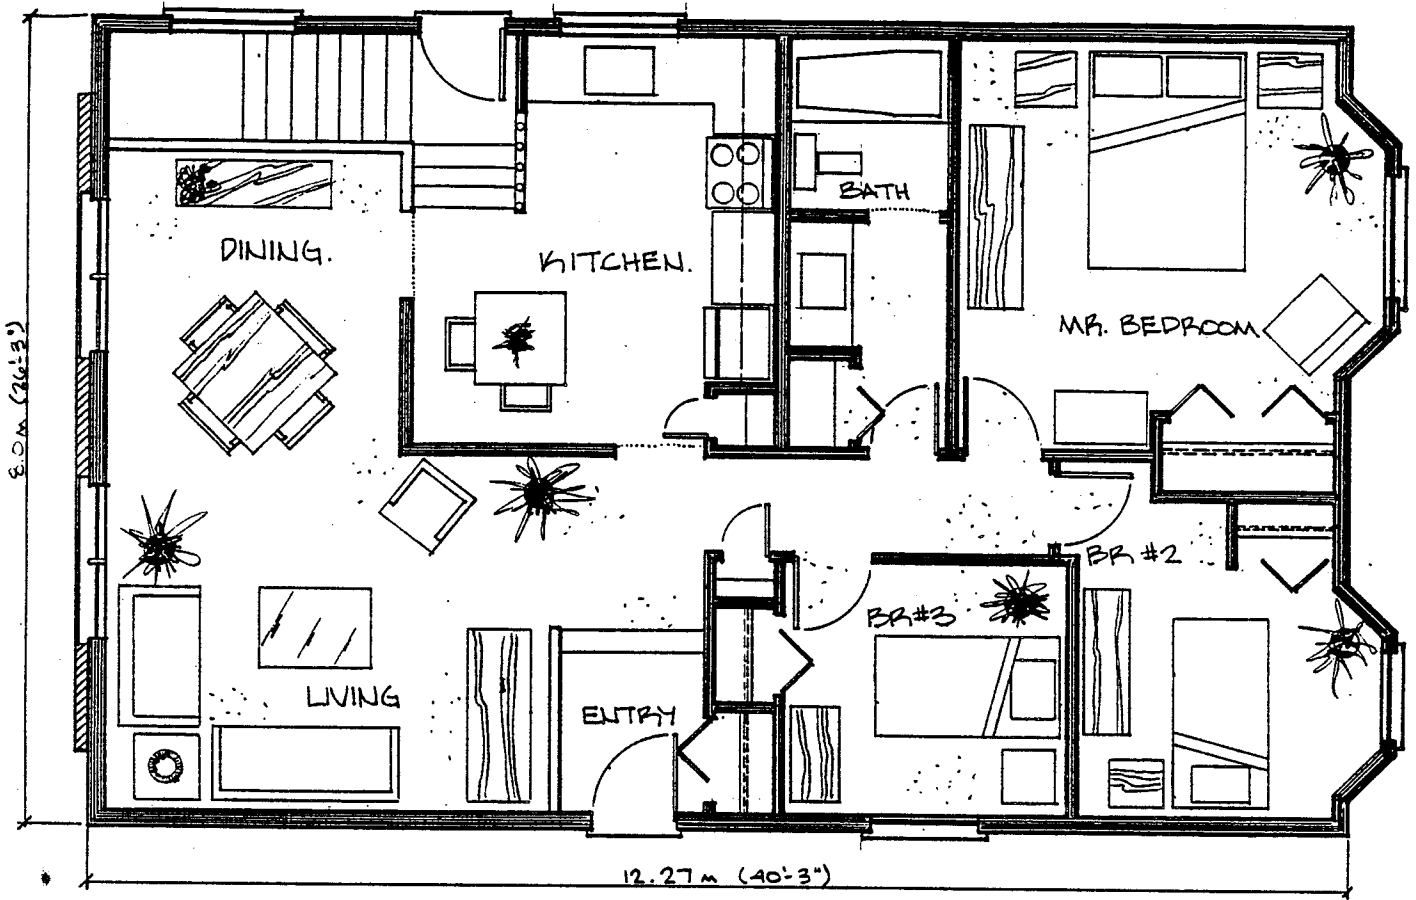 BATH
DINING.
KITCHEN.
MR. BEDROOM
8.0 m (26'-3")
BR #2
BR #3
LIVING
ENTRY
12.27 m (40'-3")